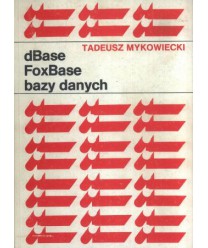 TADEUSZ MYKOWIECKI
dBase
FoxBase
bazy danych